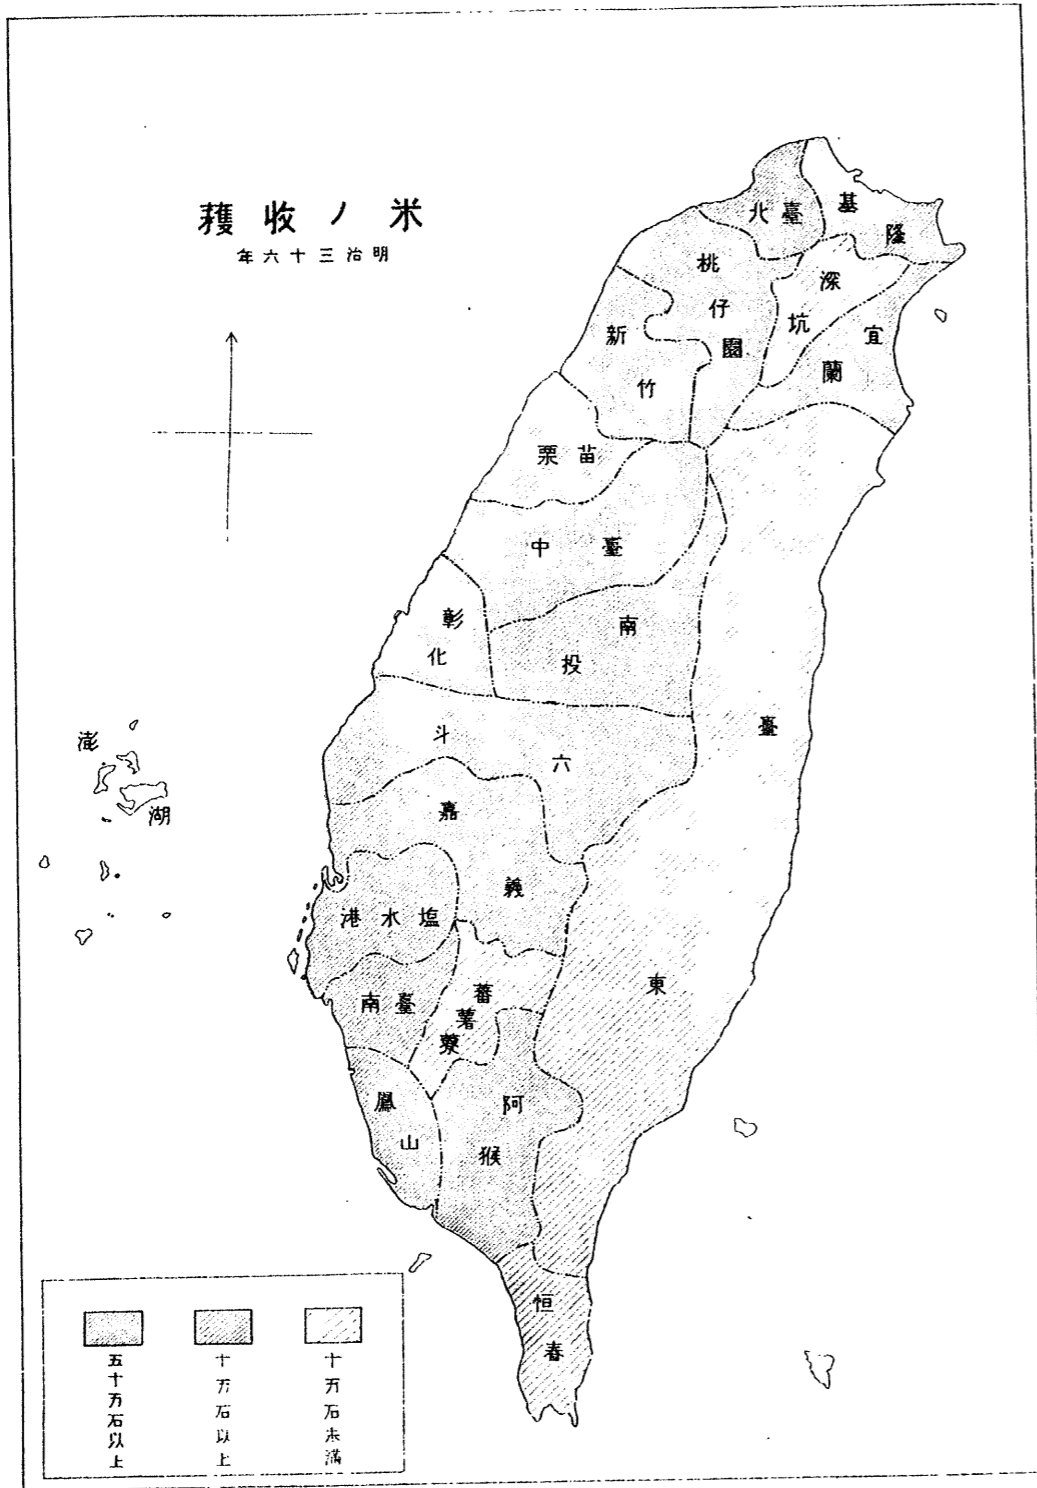 米ノ收穫
明治三十六年
臺北
基隆
深坑
宜蘭
桃仔園
新竹
苗栗
臺中
彰化
南投
斗六
嘉義
塩水港
臺南
蕃薯藔
鳳山
阿猴
恒春
臺東
澎湖
十万石未満
十万石以上
五十万石以上